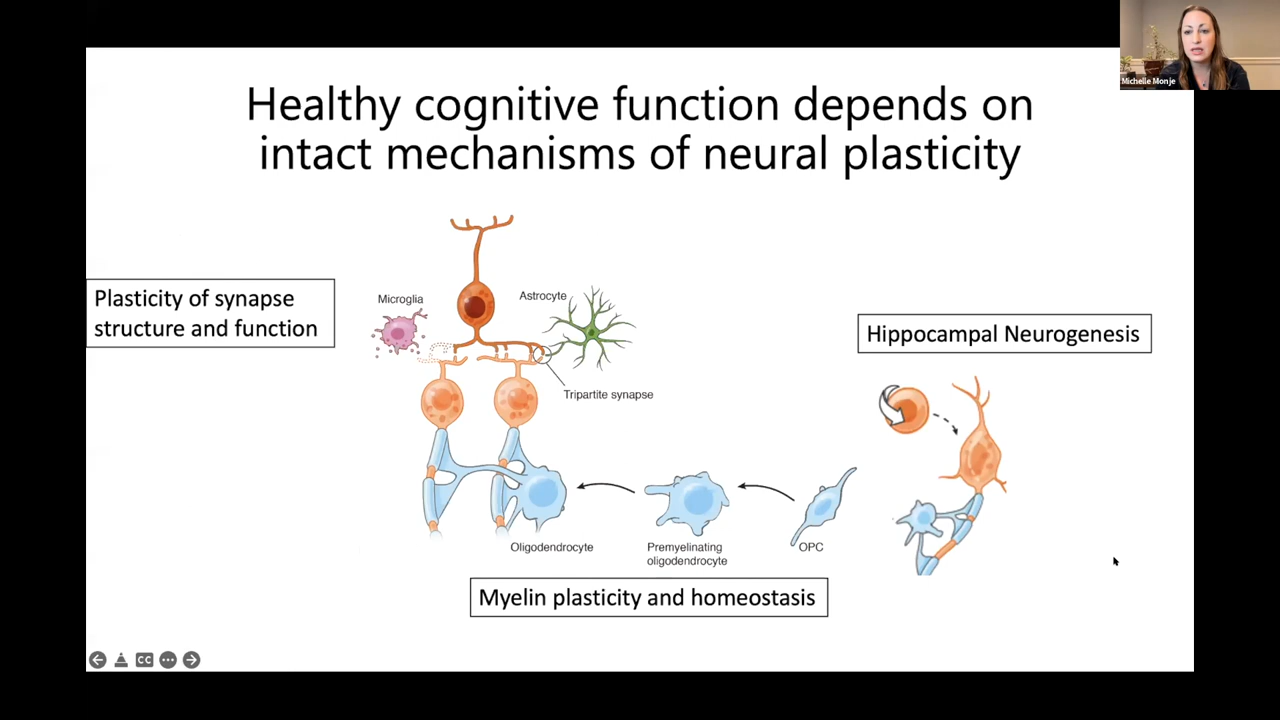 Michelle Monje
Healthy cognitive function depends on
intact mechanisms of neural plasticity
Plasticity of synapse
structure and function
Microglia
Astrocyte
Tripartite synapse
Hippocampal Neurogenesis
Oligodendrocyte
Premyelinating
oligodendrocyte
OPC
Myelin plasticity and homeostasis
CC